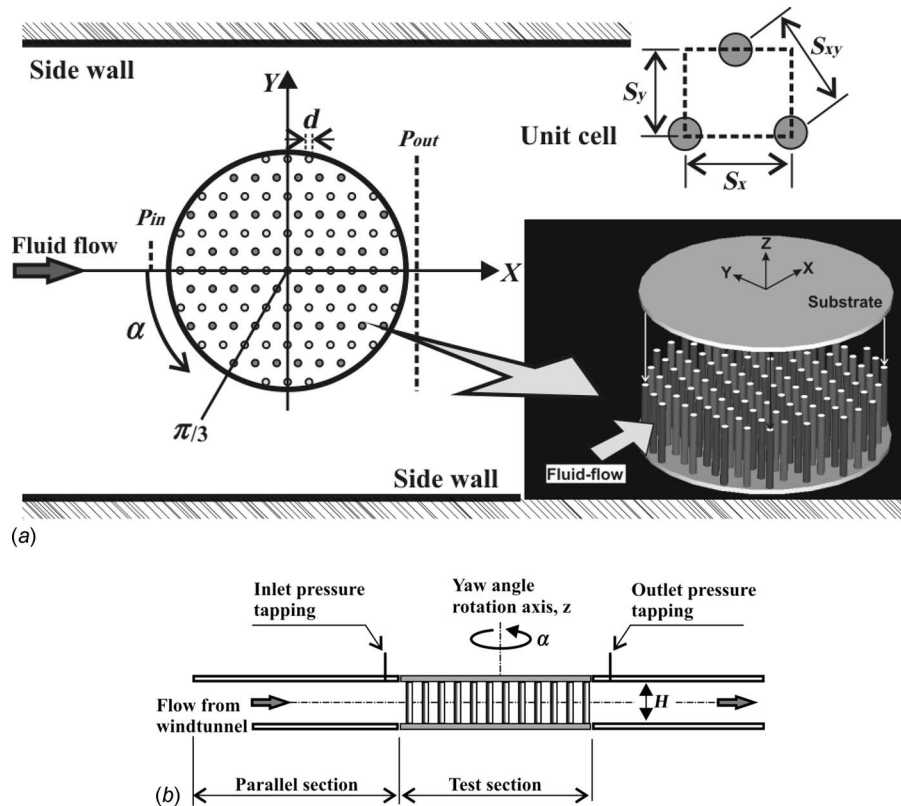 Side wall
Y
d
Pout
Pin
Fluid flow
X
α
π/3
Side wall
Sy
Sxy
Unit cell
Sx
Z
Y
X
Substrate
Fluid-flow
(a)
Inlet pressure
tapping
Yaw angle
rotation axis, z
α
Outlet pressure
tapping
Flow from
windtunnel
H
Parallel section
Test section
(b)